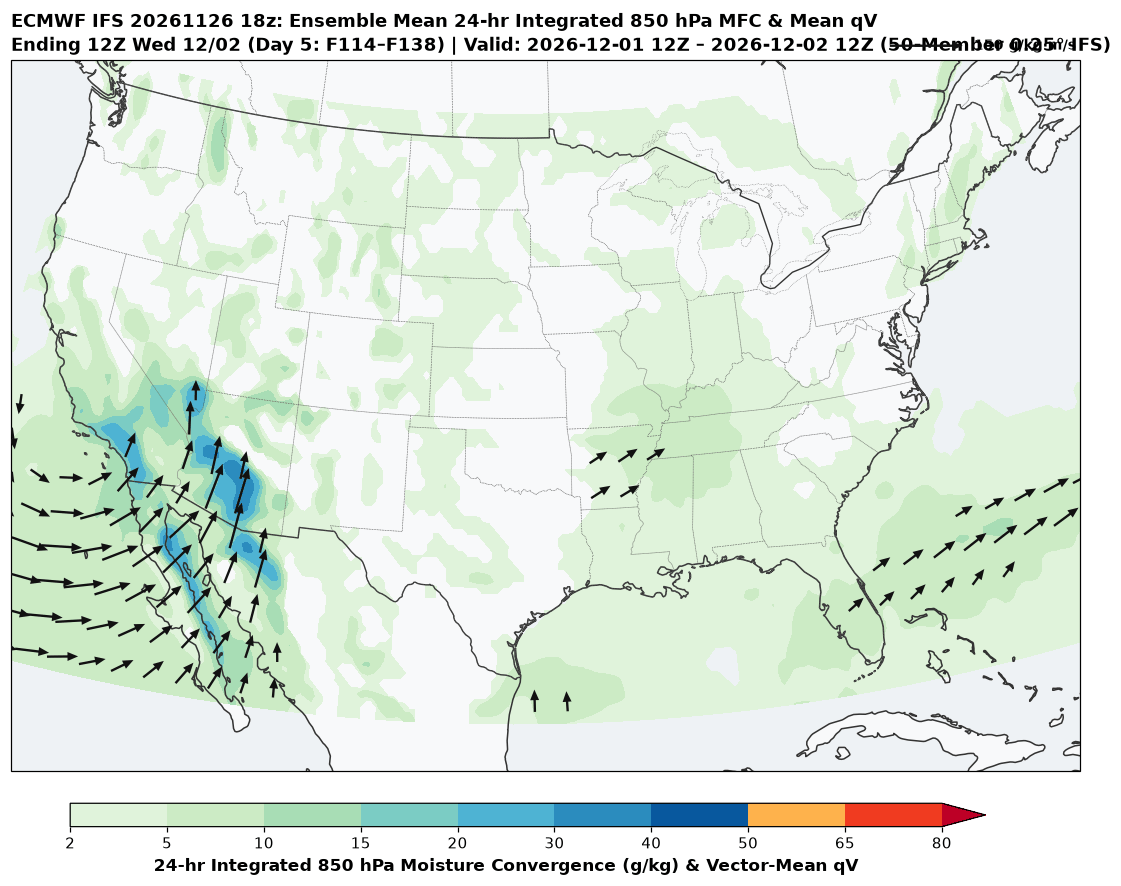 ECMWF IFS 20261126 18z: Ensemble Mean 24-hr Integrated 850 hPa MFC & Mean qV
Ending 12Z Wed 12/02 (Day 5: F114–F138) | Valid: 2026-12-01 12Z – 2026-12-02 12Z (50-Member 0.25° IFS)
2 5 10 15 20 30 40 50 65 80
24-hr Integrated 850 hPa Moisture Convergence (g/kg) & Vector-Mean qV